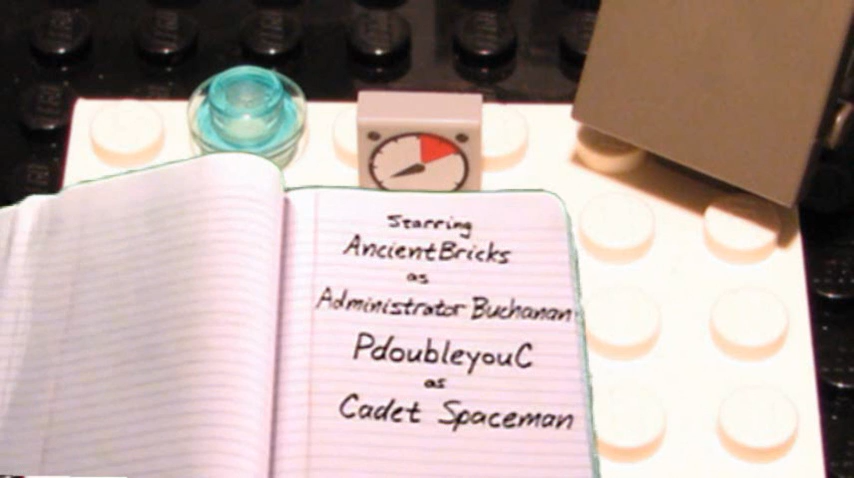 Starring
AncientBricks
as
Administrator Buchanan
PdoubleyouC
as
Cadet Spaceman